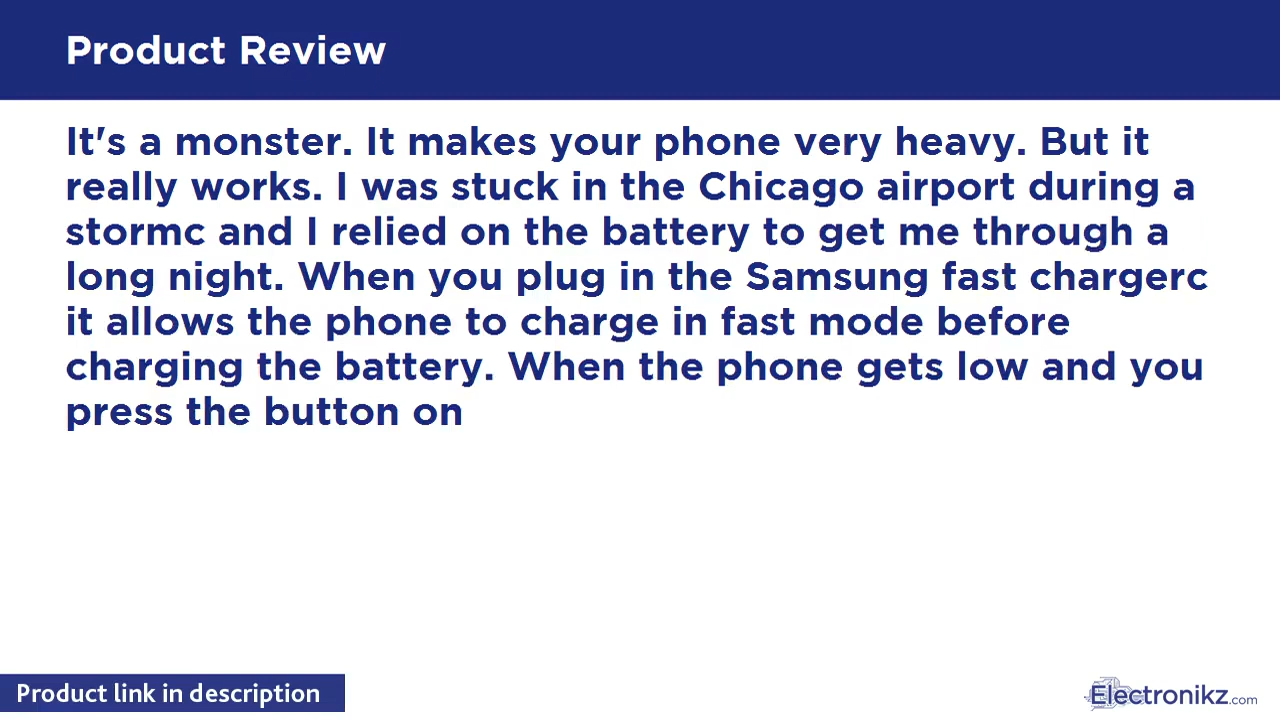 Product Review
It's a monster. It makes your phone very heavy. But it
really works. I was stuck in the Chicago airport during a
stormc and I relied on the battery to get me through a
long night. When you plug in the Samsung fast chargerc
it allows the phone to charge in fast mode before
charging the battery. When the phone gets low and you
press the button on
Product link in description
Electronikz.com